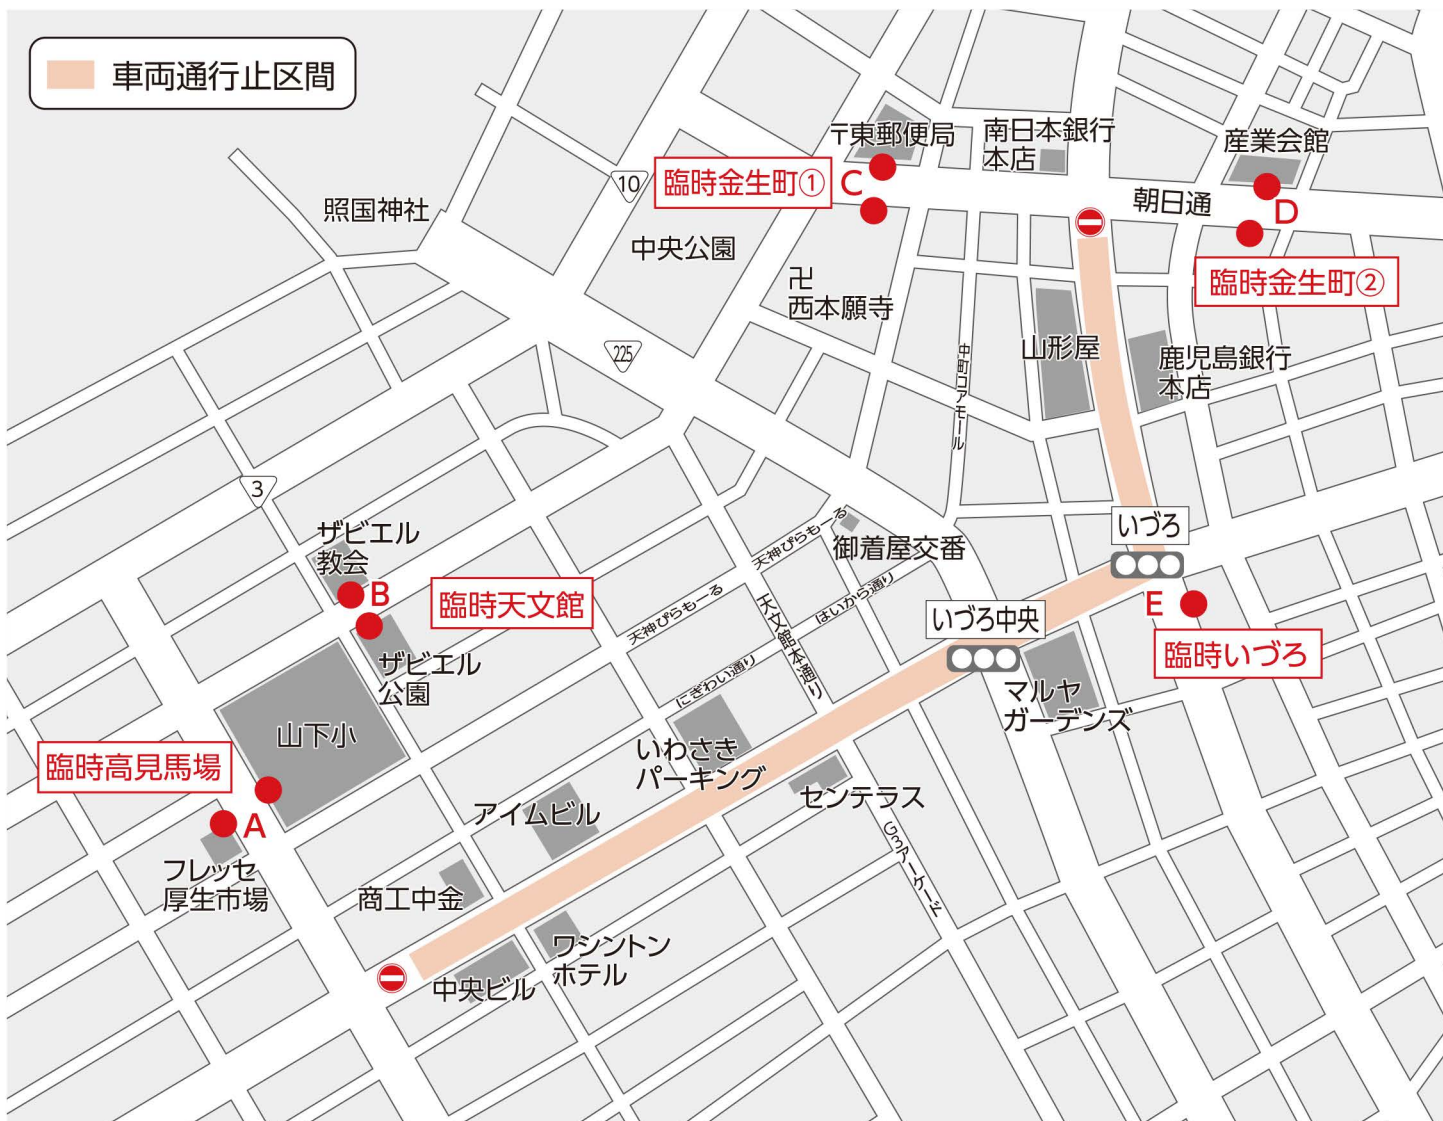 車両通行止区間
〒東郵便局
南日本銀行
本店
産業会館
臨時金生町①
C
10
照国神社
朝日通
D
中央公園
卍
西本願寺
臨時金生町②
225
山形屋
鹿児島銀行
本店
中町コアモール
3
ザビエル
教会
いづろ
御着屋交番
天神ぴらもーる
はいから通り
B
臨時天文館
天神ぴらもーる
天文館本通り
いづろ中央
E
臨時いづろ
ザビエル
公園
にぎわい通り
マルヤ
ガーデンズ
山下小
臨時高見馬場
いわさき
パーキング
センテラス
アイムビル
A
G3アーケード
フレッセ
厚生市場
商工中金
ワシントン
ホテル
中央ビル